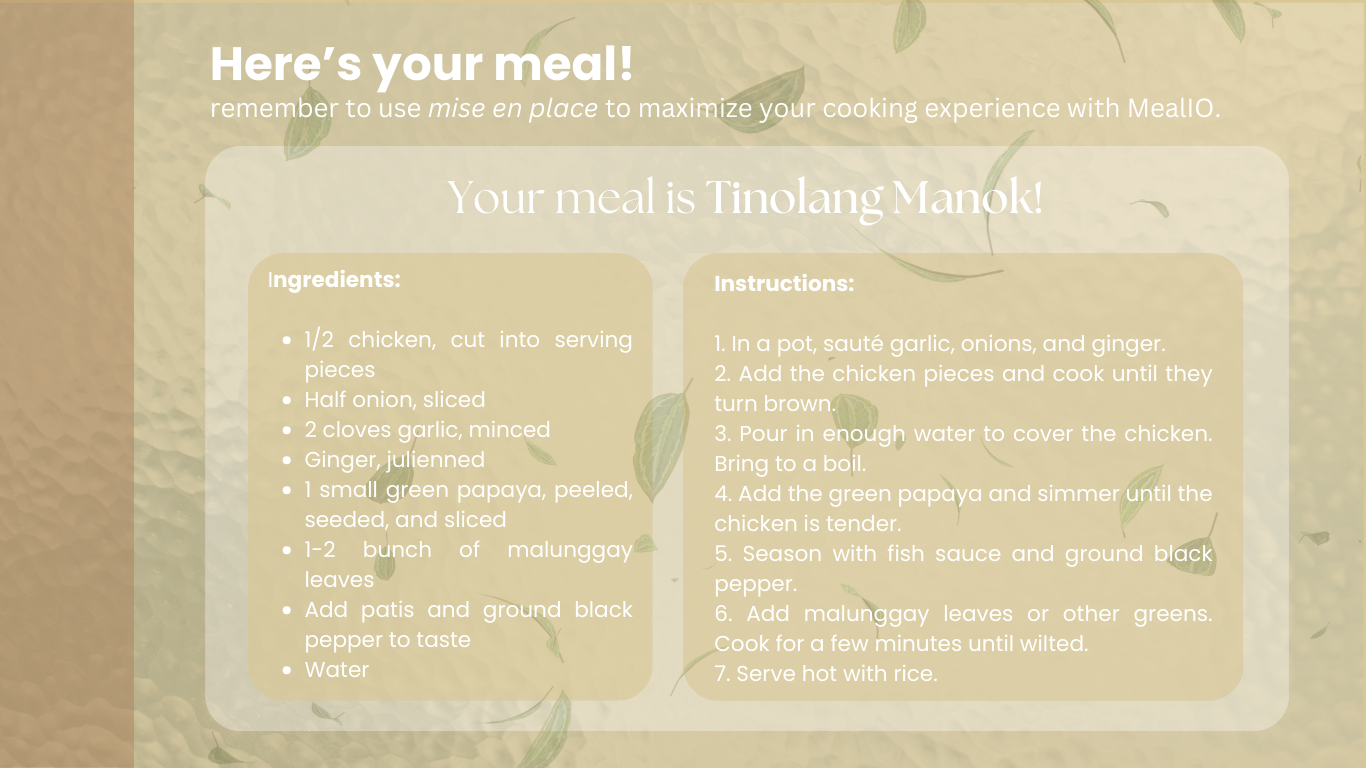 Here’s your meal!
remember to use mise en place to maximize your cooking experience with MealIO.
Your meal is Tinolang Manok!
Ingredients:
• 1/2 chicken, cut into serving
pieces
• Half onion, sliced
• 2 cloves garlic, minced
• Ginger, julienned
• 1 small green papaya, peeled,
seeded, and sliced
• 1-2 bunch of malunggay
leaves
• Add patis and ground black
pepper to taste
• Water
Instructions:
1. In a pot, sauté garlic, onions, and ginger.
2. Add the chicken pieces and cook until they
turn brown.
3. Pour in enough water to cover the chicken.
Bring to a boil.
4. Add the green papaya and simmer until the
chicken is tender.
5. Season with fish sauce and ground black
pepper.
6. Add malunggay leaves or other greens.
Cook for a few minutes until wilted.
7. Serve hot with rice.